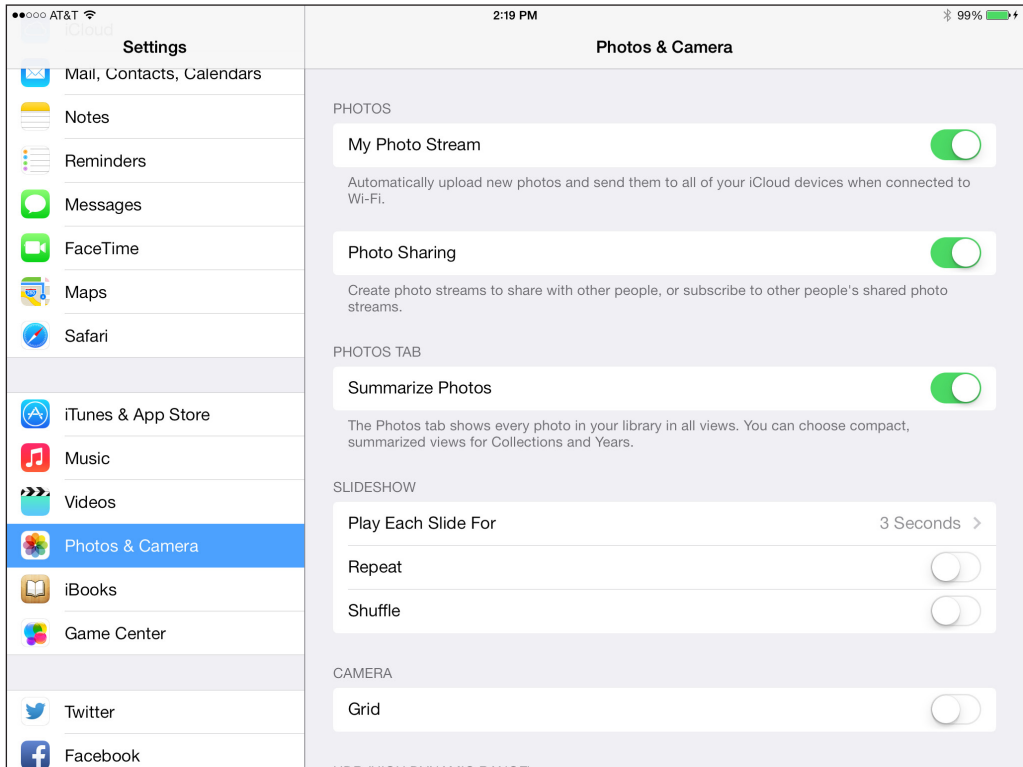 AT&T
2:19 PM
99%
iCloud
Settings
Photos & Camera
Mail, Contacts, Calendars
Notes
Reminders
Messages
FaceTime
Maps
Safari
iTunes & App Store
Music
Videos
Photos & Camera
iBooks
Game Center
Twitter
Facebook
PHOTOS
My Photo Stream
Automatically upload new photos and send them to all of your iCloud devices when connected to
Wi-Fi.
Photo Sharing
Create photo streams to share with other people, or subscribe to other people's shared photo
streams.
PHOTOS TAB
Summarize Photos
The Photos tab shows every photo in your library in all views. You can choose compact,
summarized views for Collections and Years.
SLIDESHOW
Play Each Slide For
3 Seconds
Repeat
Shuffle
CAMERA
Grid